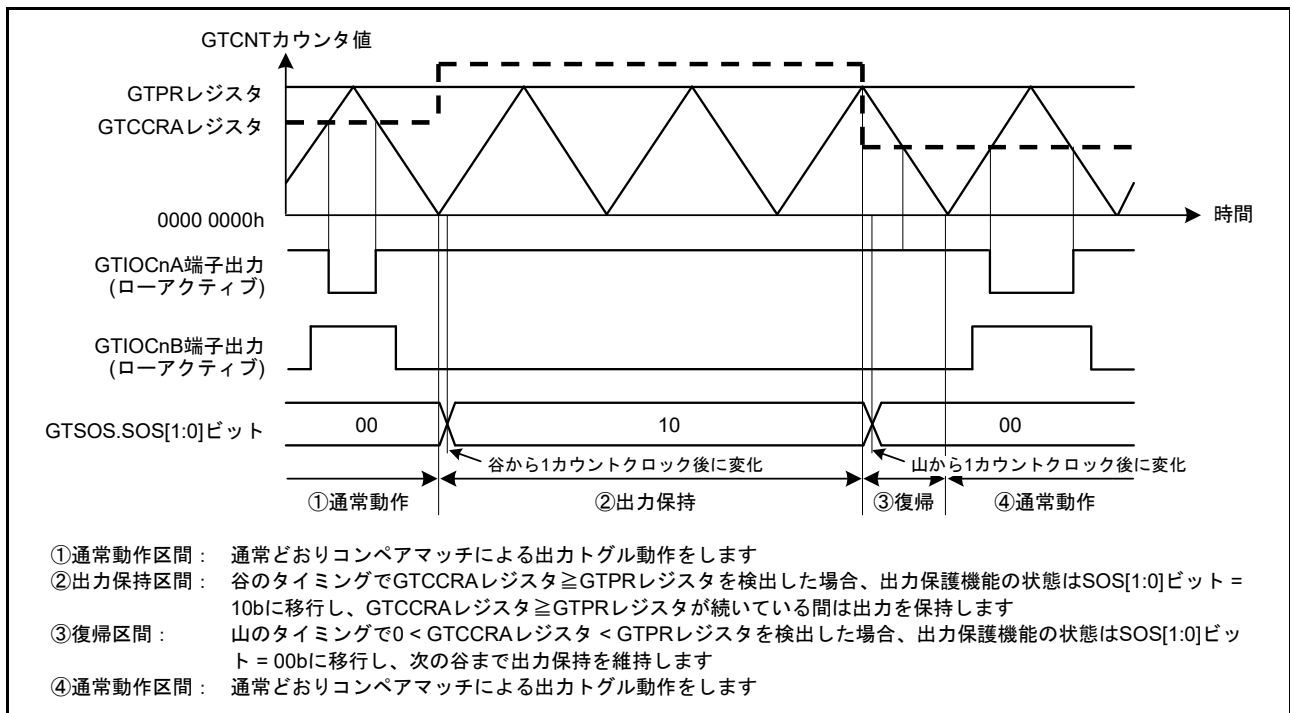 GTCNTカウンタ値
GTPRレジスタ
GTCCRAレジスタ
0000 0000h
時間
GTIOCnA端子出力
(ローアクティブ)
GTIOCnB端子出力
(ローアクティブ)
GTSOS.SOS[1:0]ビット
00
10
00
谷から1カウントクロック後に変化
山から1カウントクロック後に変化
①通常動作
②出力保持
③復帰
④通常動作
①通常動作区間： 通常どおりコンペアマッチによる出力トグル動作をします
②出力保持区間： 谷のタイミングでGTCCRAレジスタ≧GTPRレジスタを検出した場合、出力保護機能の状態はSOS[1:0]ビット =
10bに移行し、GTCCRAレジスタ≧GTPRレジスタが続いている間は出力を保持します
③復帰区間： 山のタイミングで0 < GTCCRAレジスタ < GTPRレジスタを検出した場合、出力保護機能の状態はSOS[1:0]ビッ
ト = 00bに移行し、次の谷まで出力保持を維持します
④通常動作区間： 通常どおりコンペアマッチによる出力トグル動作をします